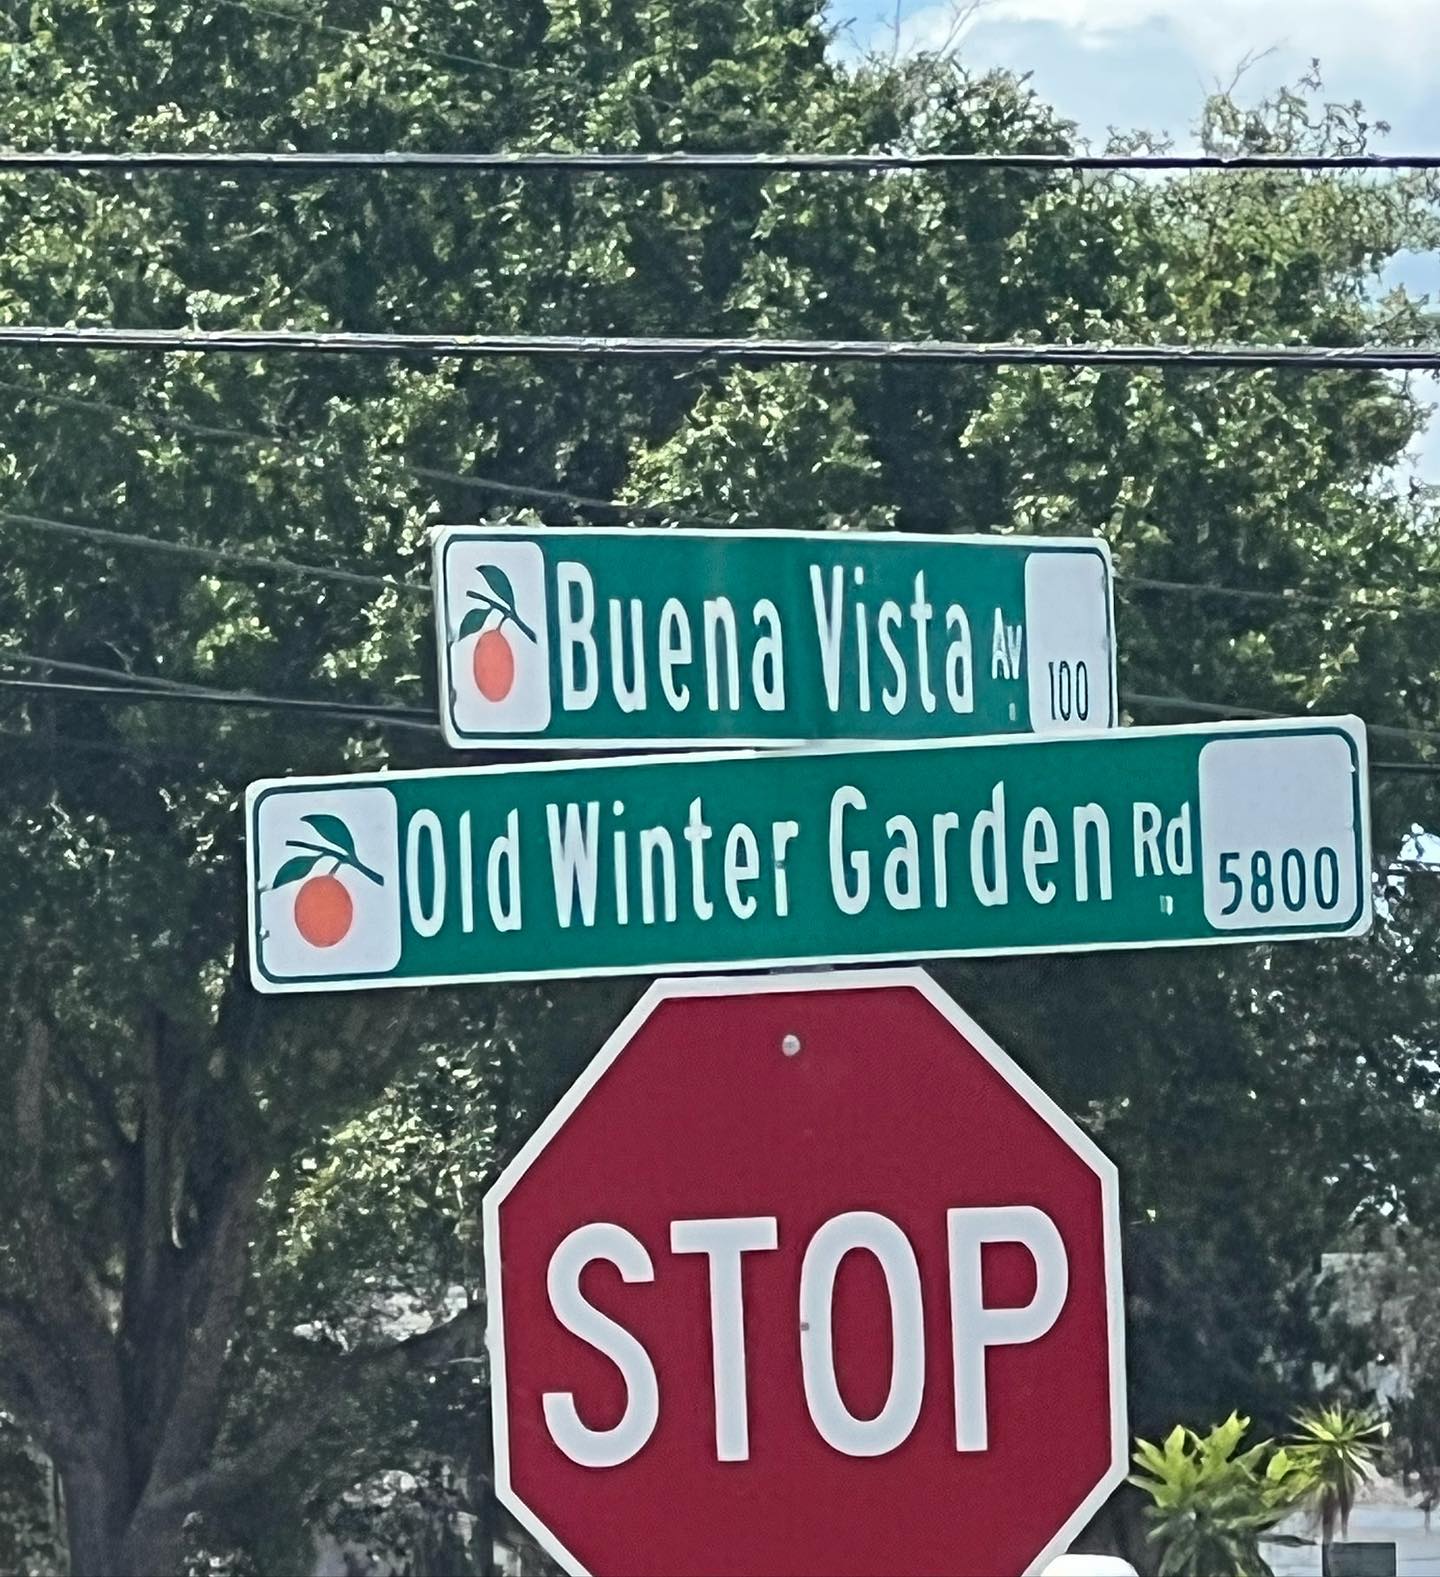 Buena Vista Av
100
Old Winter Garden Rd
5800
STOP